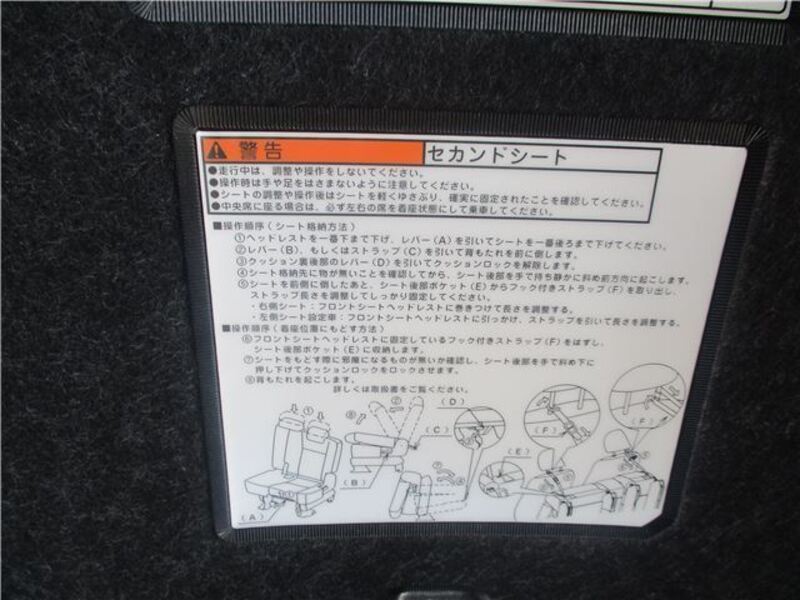 警告 セカンドシート
●走行中は、調整や操作をしないでください。
●操作時は手や足をはさまないように注意してください。
●シートの調整や操作後はシートを軽くゆさぶり、確実に固定されたことを確認してください。
●中央席に座る場合は、必ず左右の席を着座状態にして乗車してください。
■操作順序(シート格納方法)
①ヘッドレストを一番下まで下げ、レバー(A)を引いてシートを一番後ろまで下げてください。
②レバー(B)、もしくはストラップ(C)を引いて背もたれを前に倒します。
③クッション裏後部のレバー(D)を引いてクッションロックを解除します。
④シート格納先に物が無いことを確認してから、シート後部を手で持ち静かに斜め前方向に起こします。
⑤シートを前側に倒したあと、シート後部ポケット(E)からフック付きストラップ(F)を取り出し、
ストラップ長さを調整してしっかり固定してください。
・右側シート:フロントシートヘッドレストに巻きつけて長さを調整する。
・左側シート設定車:フロントシートヘッドレストに引っかけ、ストラップを引いて長さを調整する。
■操作順序(着座位置にもどす方法)
⑥フロントシートヘッドレストに固定しているフック付きストラップ(F)をはずし、
シート後部ポケット(E)に収納します。
⑦シートをもどす際に邪魔になるものが無いか確認し、シート後部を手で斜め下に
押し下げてクッションロックをロックさせます。
⑧背もたれを起こします。
詳しくは取扱書をご覧ください。
① ⑧ ② (D) (C) (B) (A) (E) (F) (F)